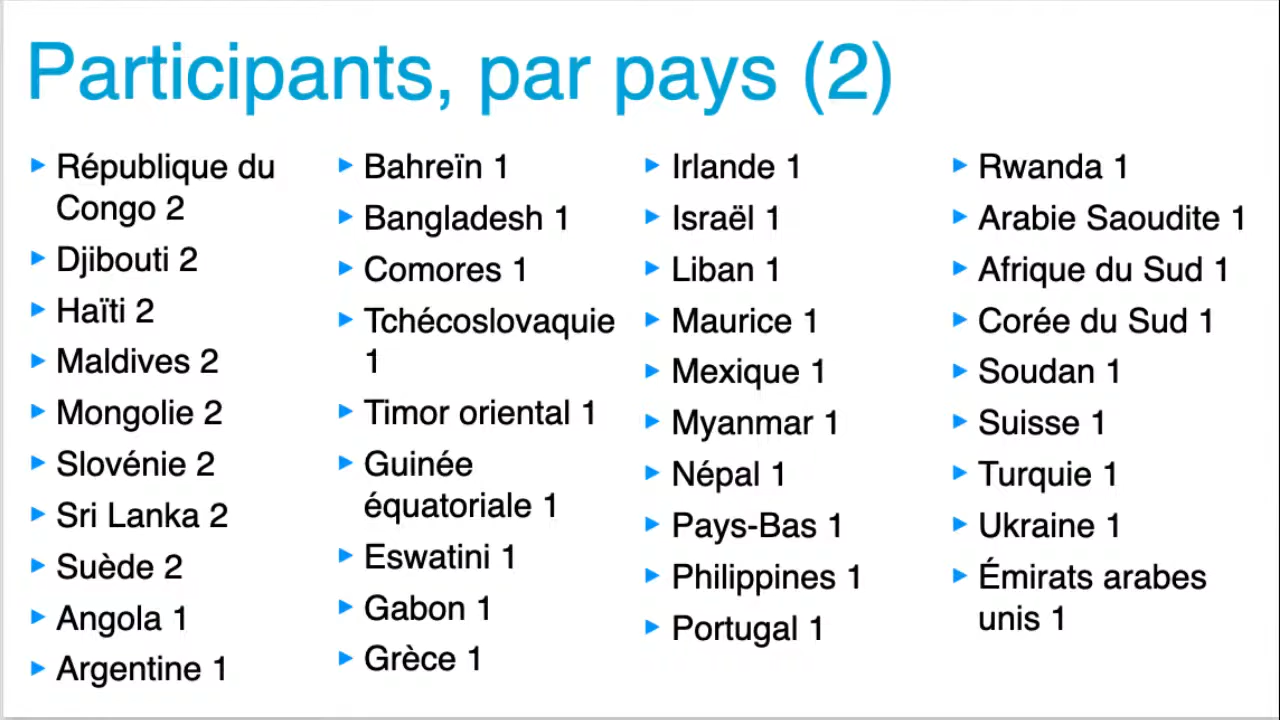 Participants, par pays (2)
République du
Congo 2
Djibouti 2
Haïti 2
Maldives 2
Mongolie 2
Slovénie 2
Sri Lanka 2
Suède 2
Angola 1
Argentine 1
Bahreïn 1
Bangladesh 1
Comores 1
Tchécoslovaquie
1
Timor oriental 1
Guinée
équatoriale 1
Eswatini 1
Gabon 1
Grèce 1
Irlande 1
Israël 1
Liban 1
Maurice 1
Mexique 1
Myanmar 1
Népal 1
Pays-Bas 1
Philippines 1
Portugal 1
Rwanda 1
Arabie Saoudite 1
Afrique du Sud 1
Corée du Sud 1
Soudan 1
Suisse 1
Turquie 1
Ukraine 1
Émirats arabes
unis 1